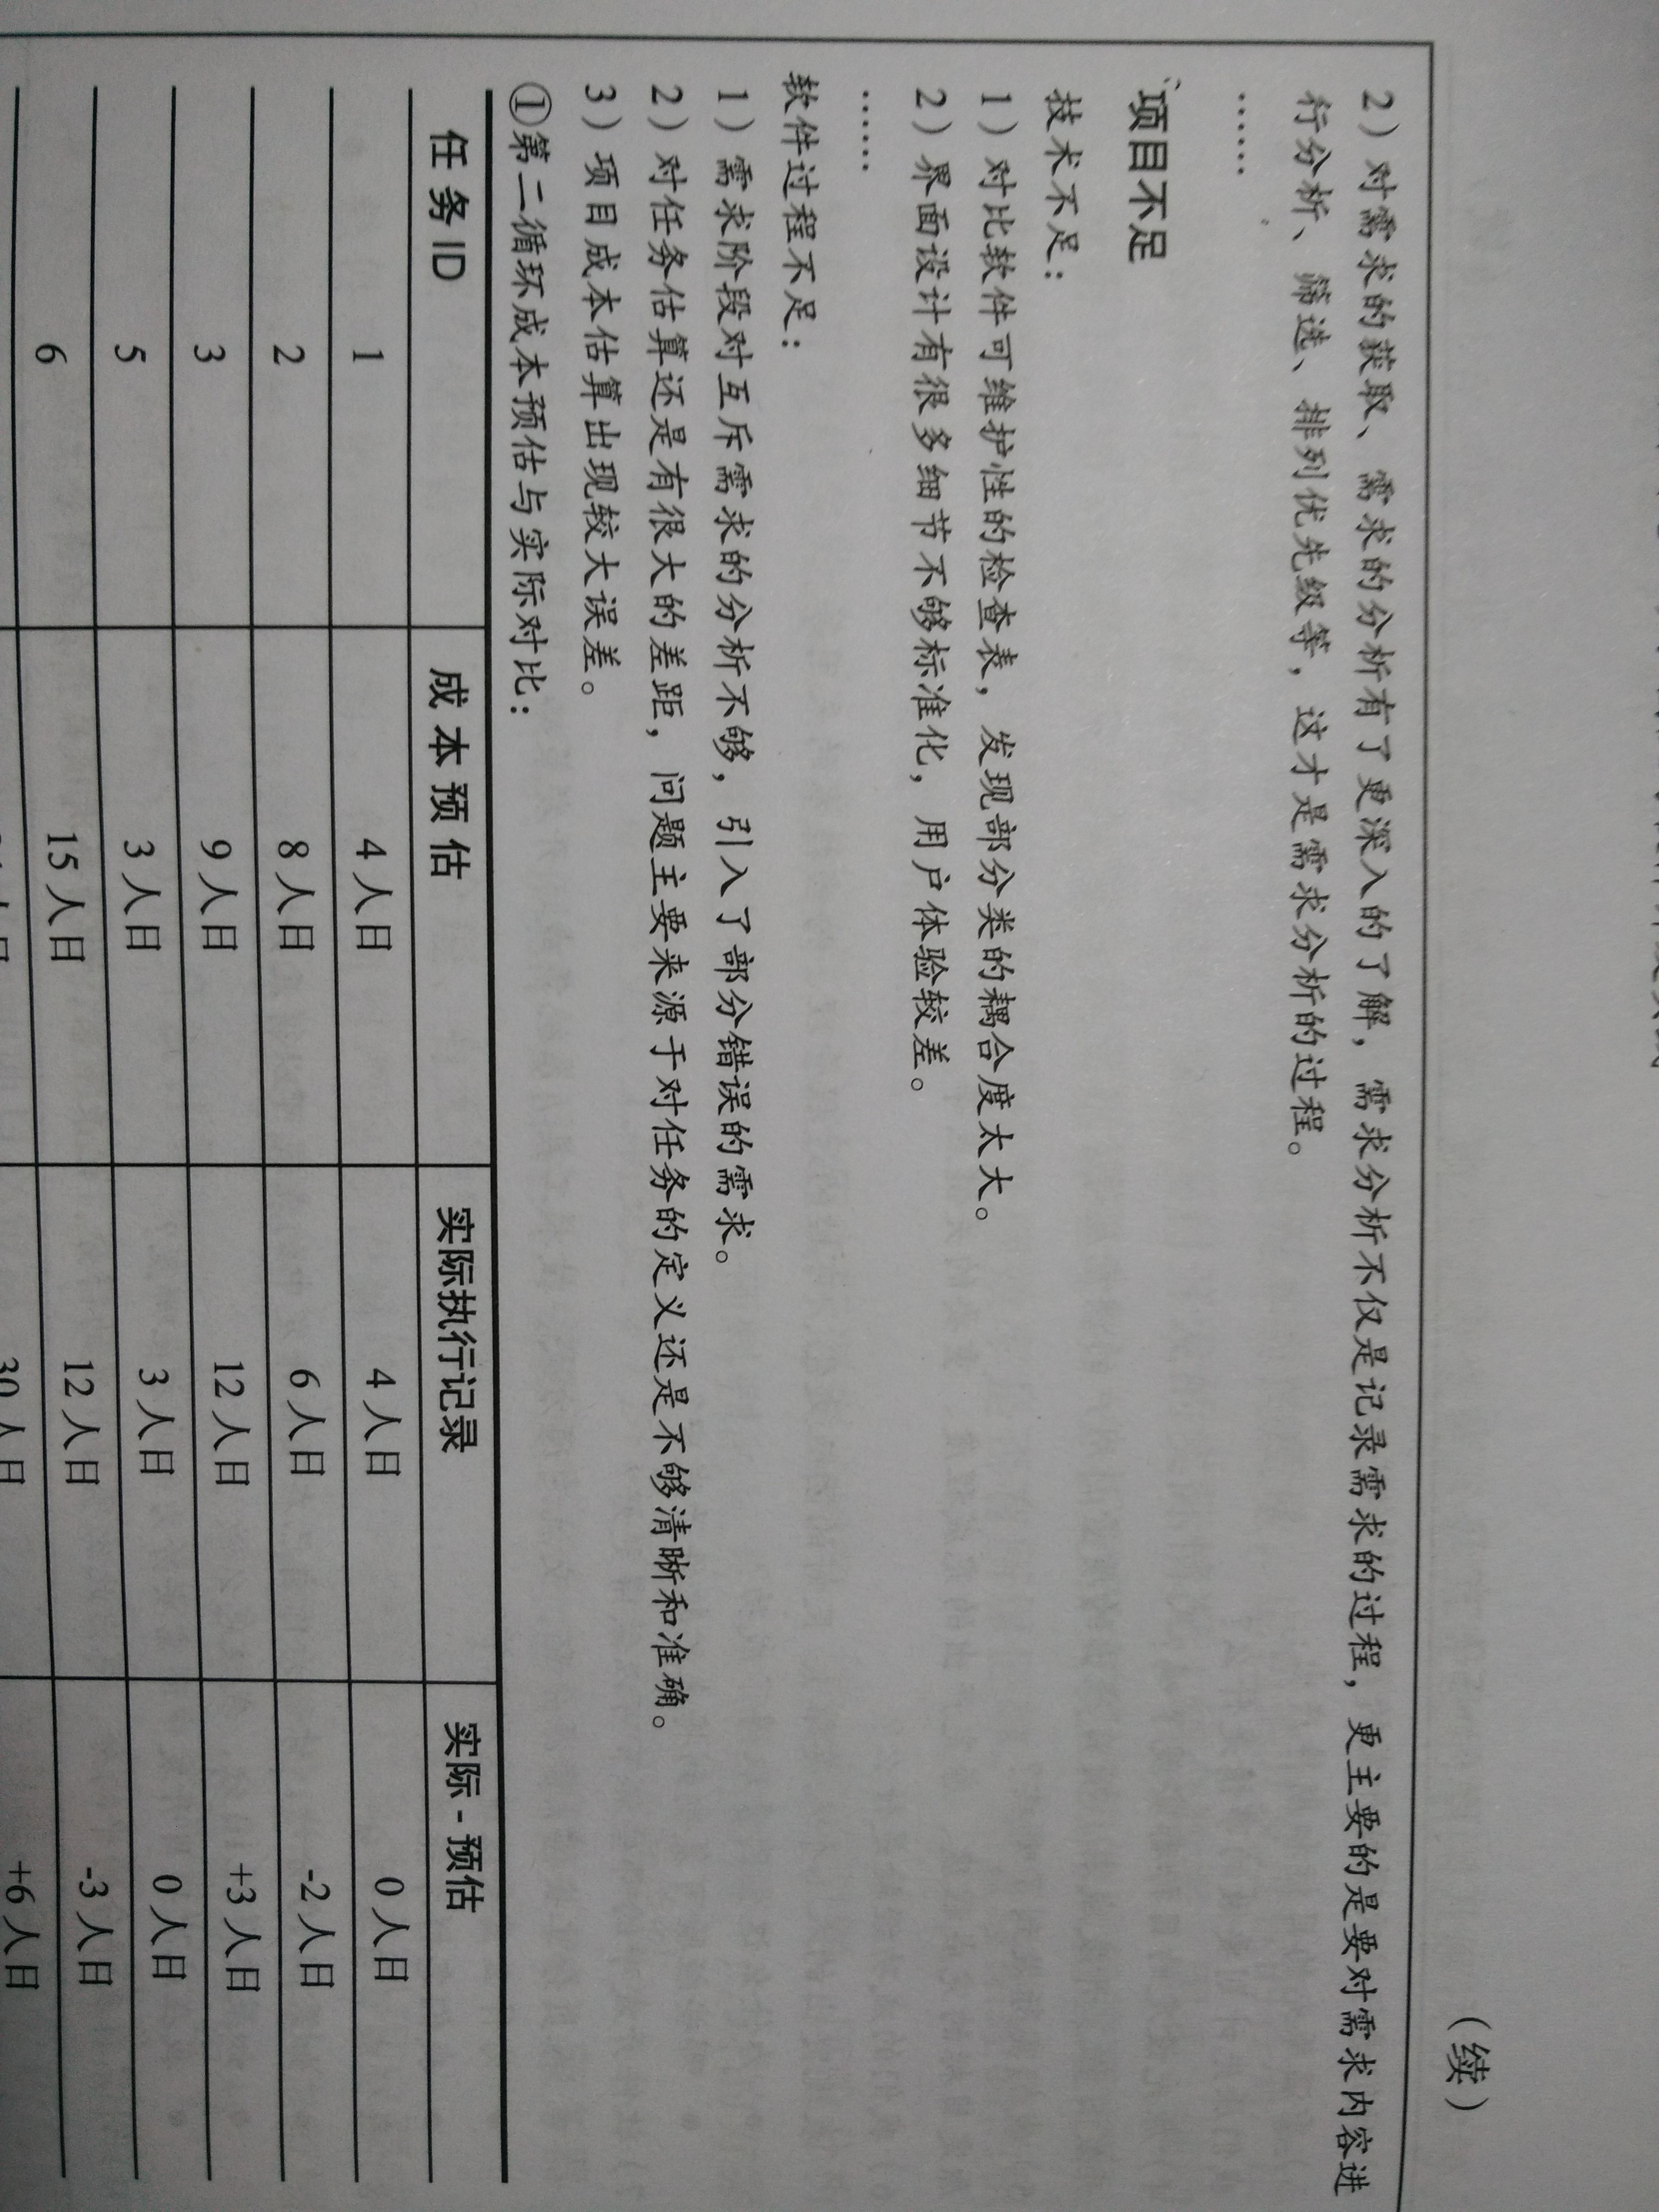 （续）
2）对需求的获取、需求的分析有了更深入的了解，需求分析不仅是记录需求的过程，更主要的是要对需求内容进
行分析、筛选、排列优先级等，这才是需求分析的过程。
……
项目不足
技术不足：
1）对比软件可维护性的检查表，发现部分类的耦合度太大。
2）界面设计有很多细节不够标准化，用户体验较差。
……
软件过程不足：
1）需求阶段对互斥需求的分析不够，引入了部分错误的需求。
2）对任务估算还是有很大的差距，问题主要来源于对任务的定义还是不够清晰和准确。
3）项目成本估算出现较大误差。
①第二循环成本预估与实际对比：
任务 ID 成本预估 实际执行记录 实际-预估
1 4 人日 4 人日 0 人日
2 8 人日 6 人日 -2 人日
3 9 人日 12 人日 +3 人日
5 3 人日 3 人日 0 人日
6 15 人日 12 人日 -3 人日
30 人日 +6 人日